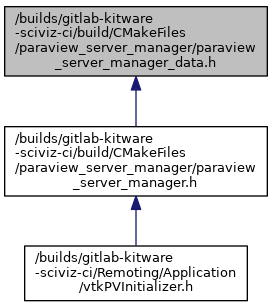 /builds/gitlab-kitware
-sciviz-ci/build/CMakeFiles
/paraview_server_manager/paraview
_server_manager_data.h
/builds/gitlab-kitware
-sciviz-ci/build/CMakeFiles
/paraview_server_manager/paraview
_server_manager.h
/builds/gitlab-kitware
-sciviz-ci/Remoting/Application
/vtkPVInitializer.h